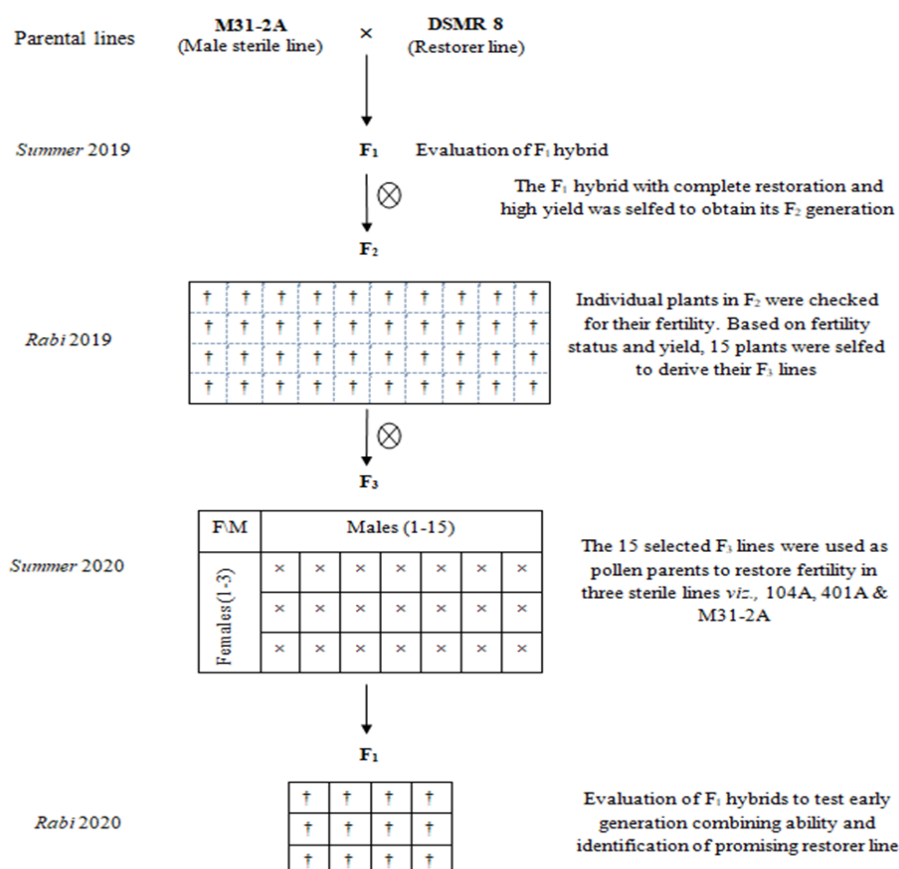 Parental lines
M31-2A
(Male sterile line)
×
DSMR 8
(Restorer line)
Summer 2019
F₁ Evaluation of F₁ hybrid
The F₁ hybrid with complete restoration and
high yield was selfed to obtain its F₂ generation
F₂
Rabi 2019
† † † † † † † † † †
† † † † † † † † † †
† † † † † † † † † †
† † † † † † † † † †
Individual plants in F₂ were checked
for their fertility. Based on fertility
status and yield, 15 plants were selfed
to derive their F₃ lines
F₃
Summer 2020
F\M Males (1-15)
Females (1-3)
× × × × × × ×
× × × × × × ×
× × × × × × ×
The 15 selected F₃ lines were used as
pollen parents to restore fertility in
three sterile lines viz., 104A, 401A &
M31-2A
F₁
Rabi 2020
† † † †
† † † †
† † † †
Evaluation of F₁ hybrids to test early
generation combining ability and
identification of promising restorer line